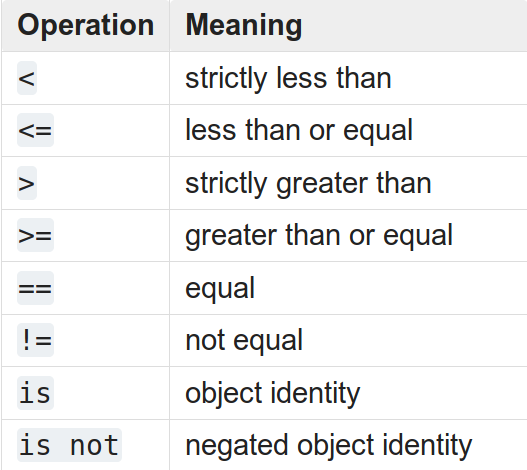 Operation Meaning
< strictly less than
<= less than or equal
> strictly greater than
>= greater than or equal
== equal
!= not equal
is object identity
is not negated object identity